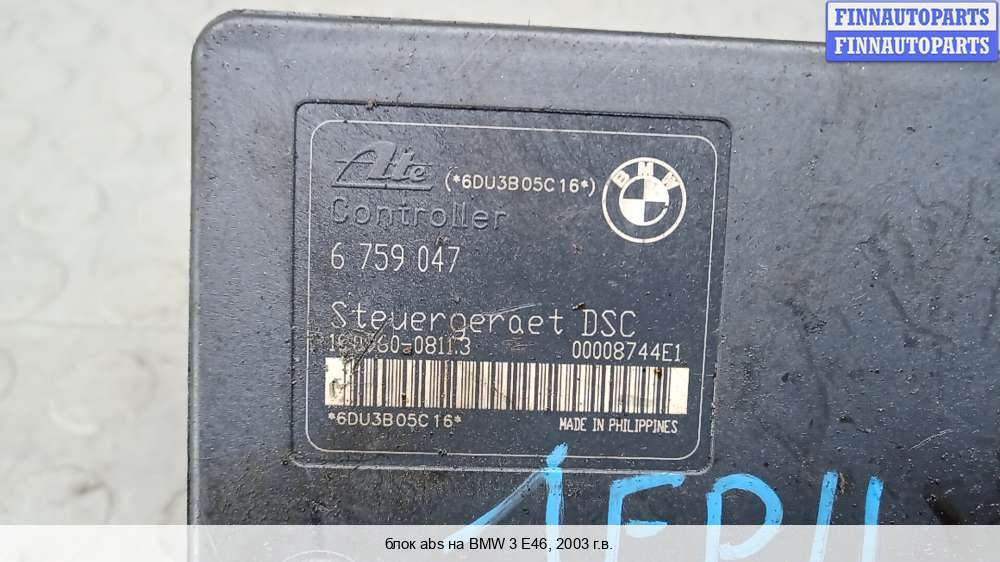 FINNAUTOPARTS
FINNAUTOPARTS
Ate
(*6DU3B05C16*)
BMW
Controller
6 759 047
Steuergeraet DSC
00008744E1
*6DU3B05C16*
MADE IN PHILIPPINES
блок abs на BMW 3 E46, 2003 г.в.